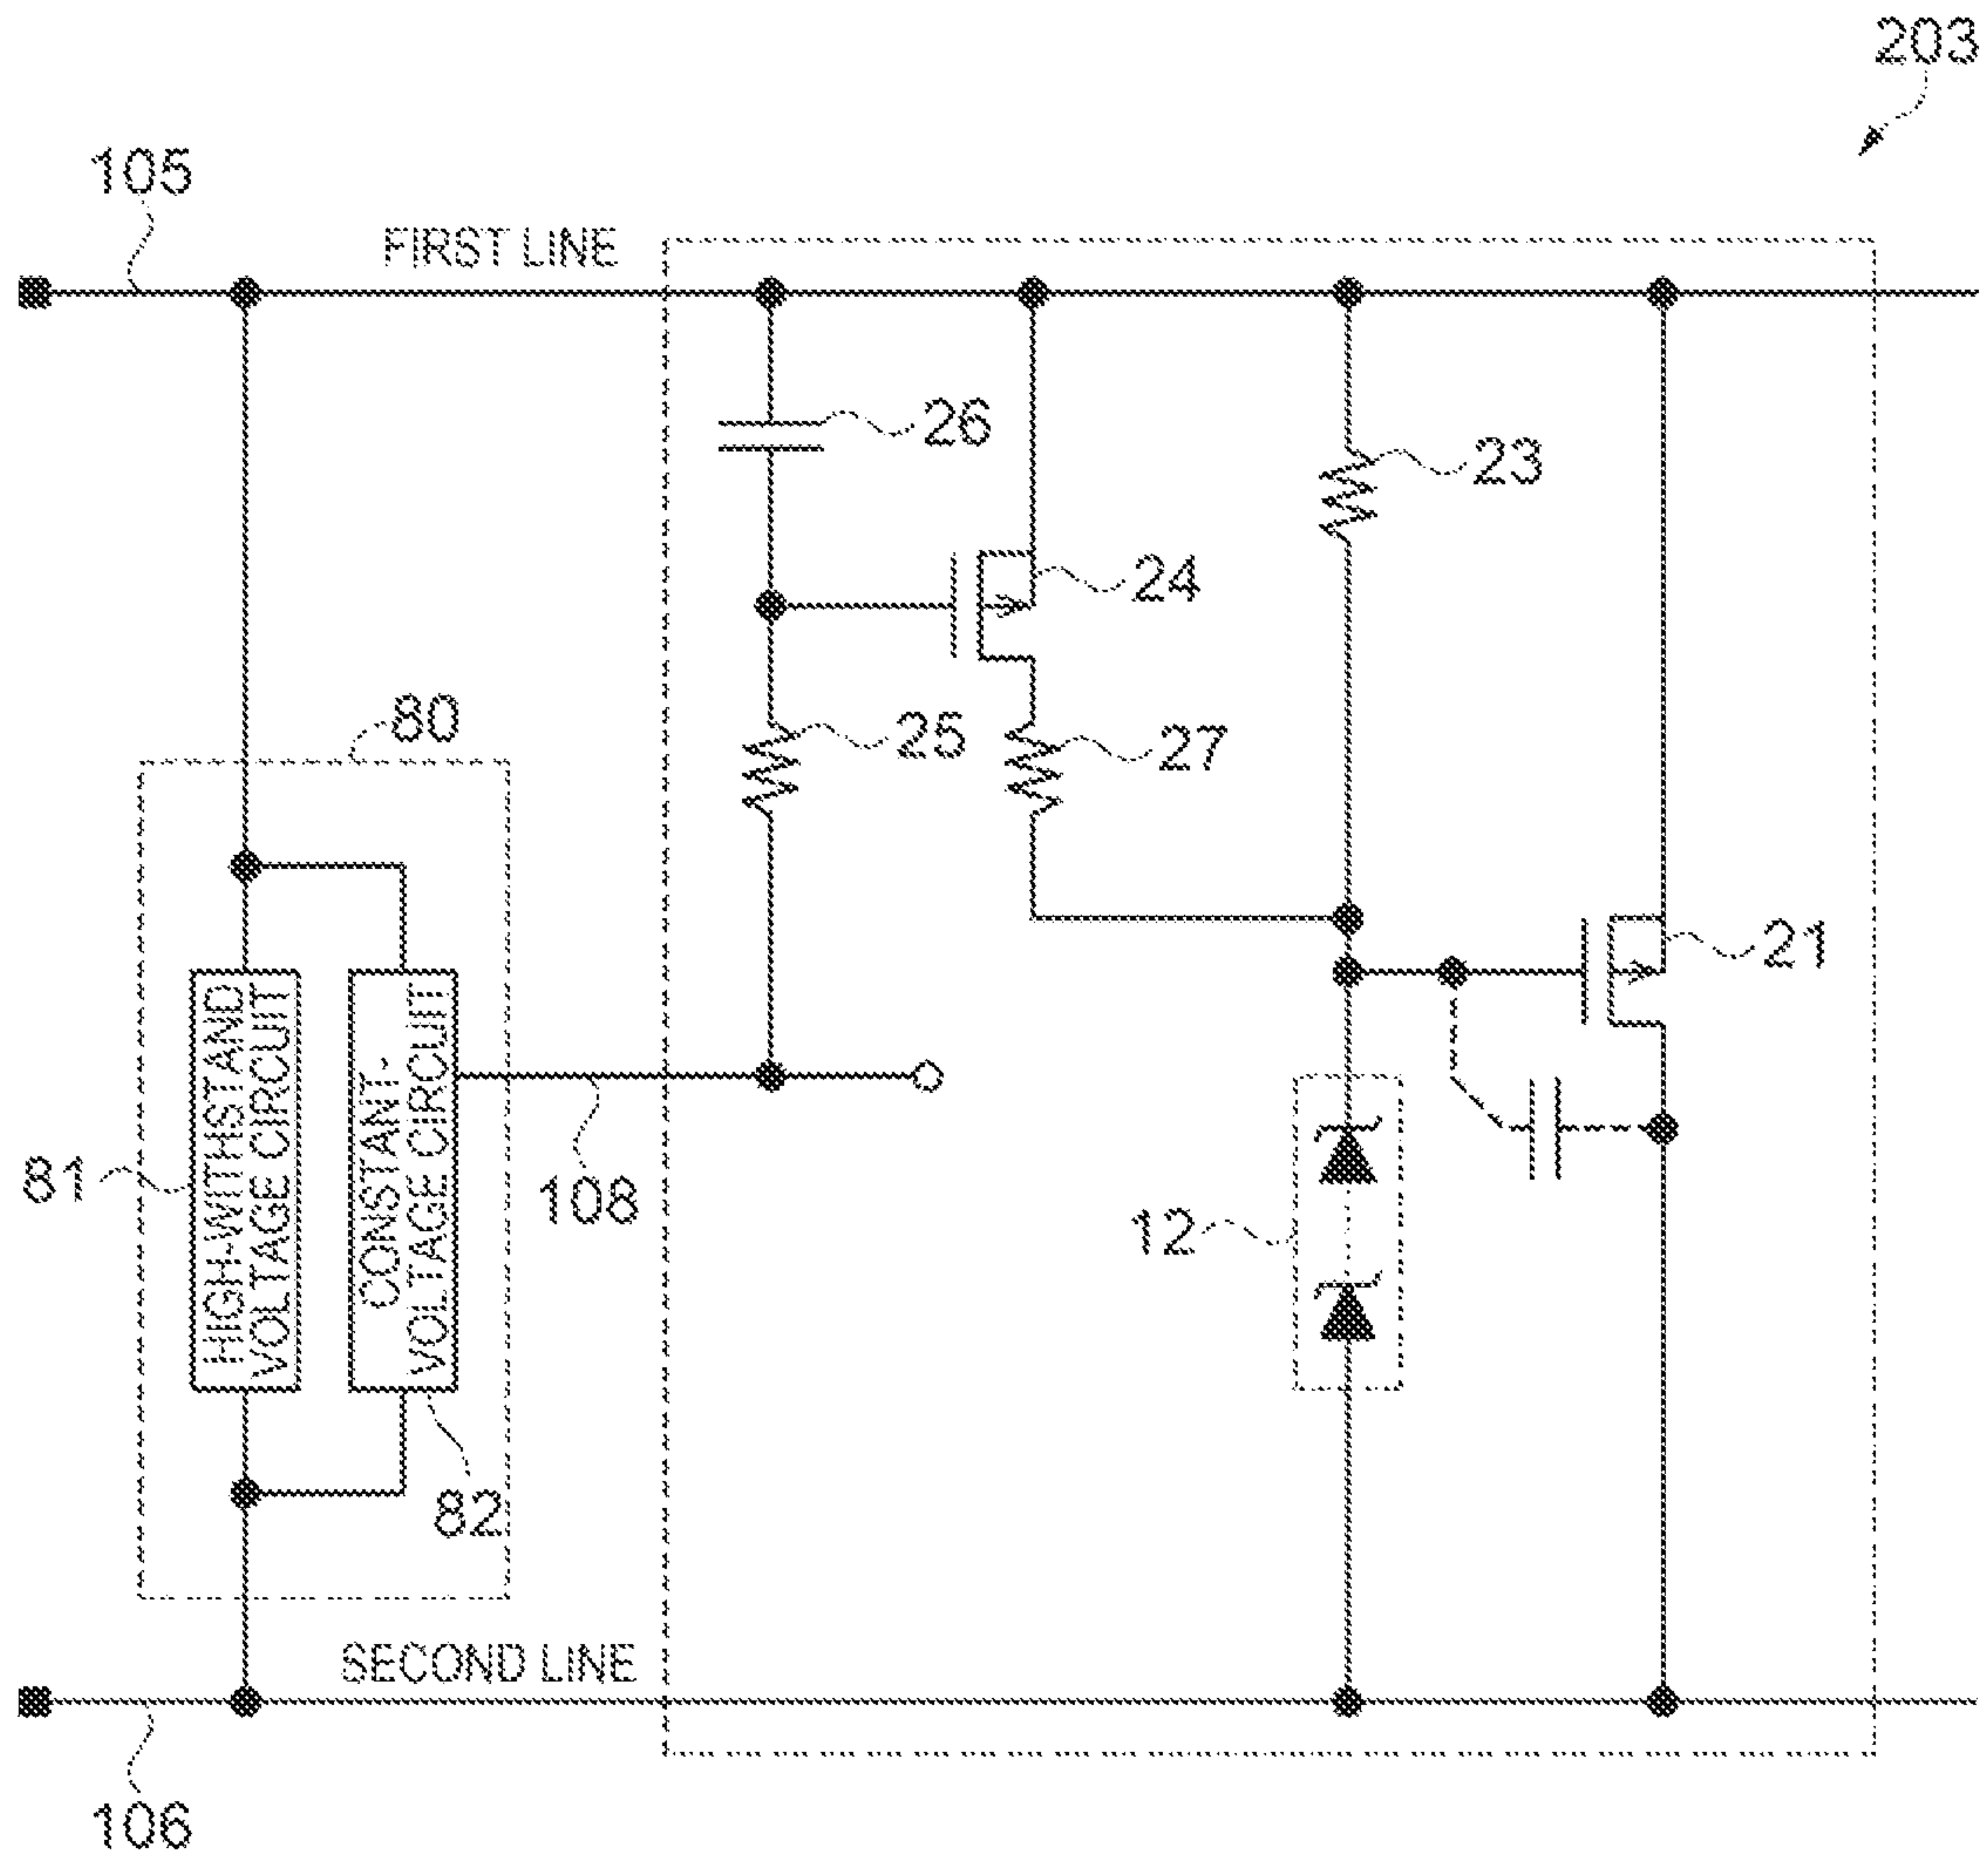 203
105
FIRST LINE
26
23
24
80
25
27
21
HIGH-WITHSTAND
VOLTAGE CIRCUIT
CONSTANT-
VOLTAGE CIRCUIT
81
108
12
82
SECOND LINE
106